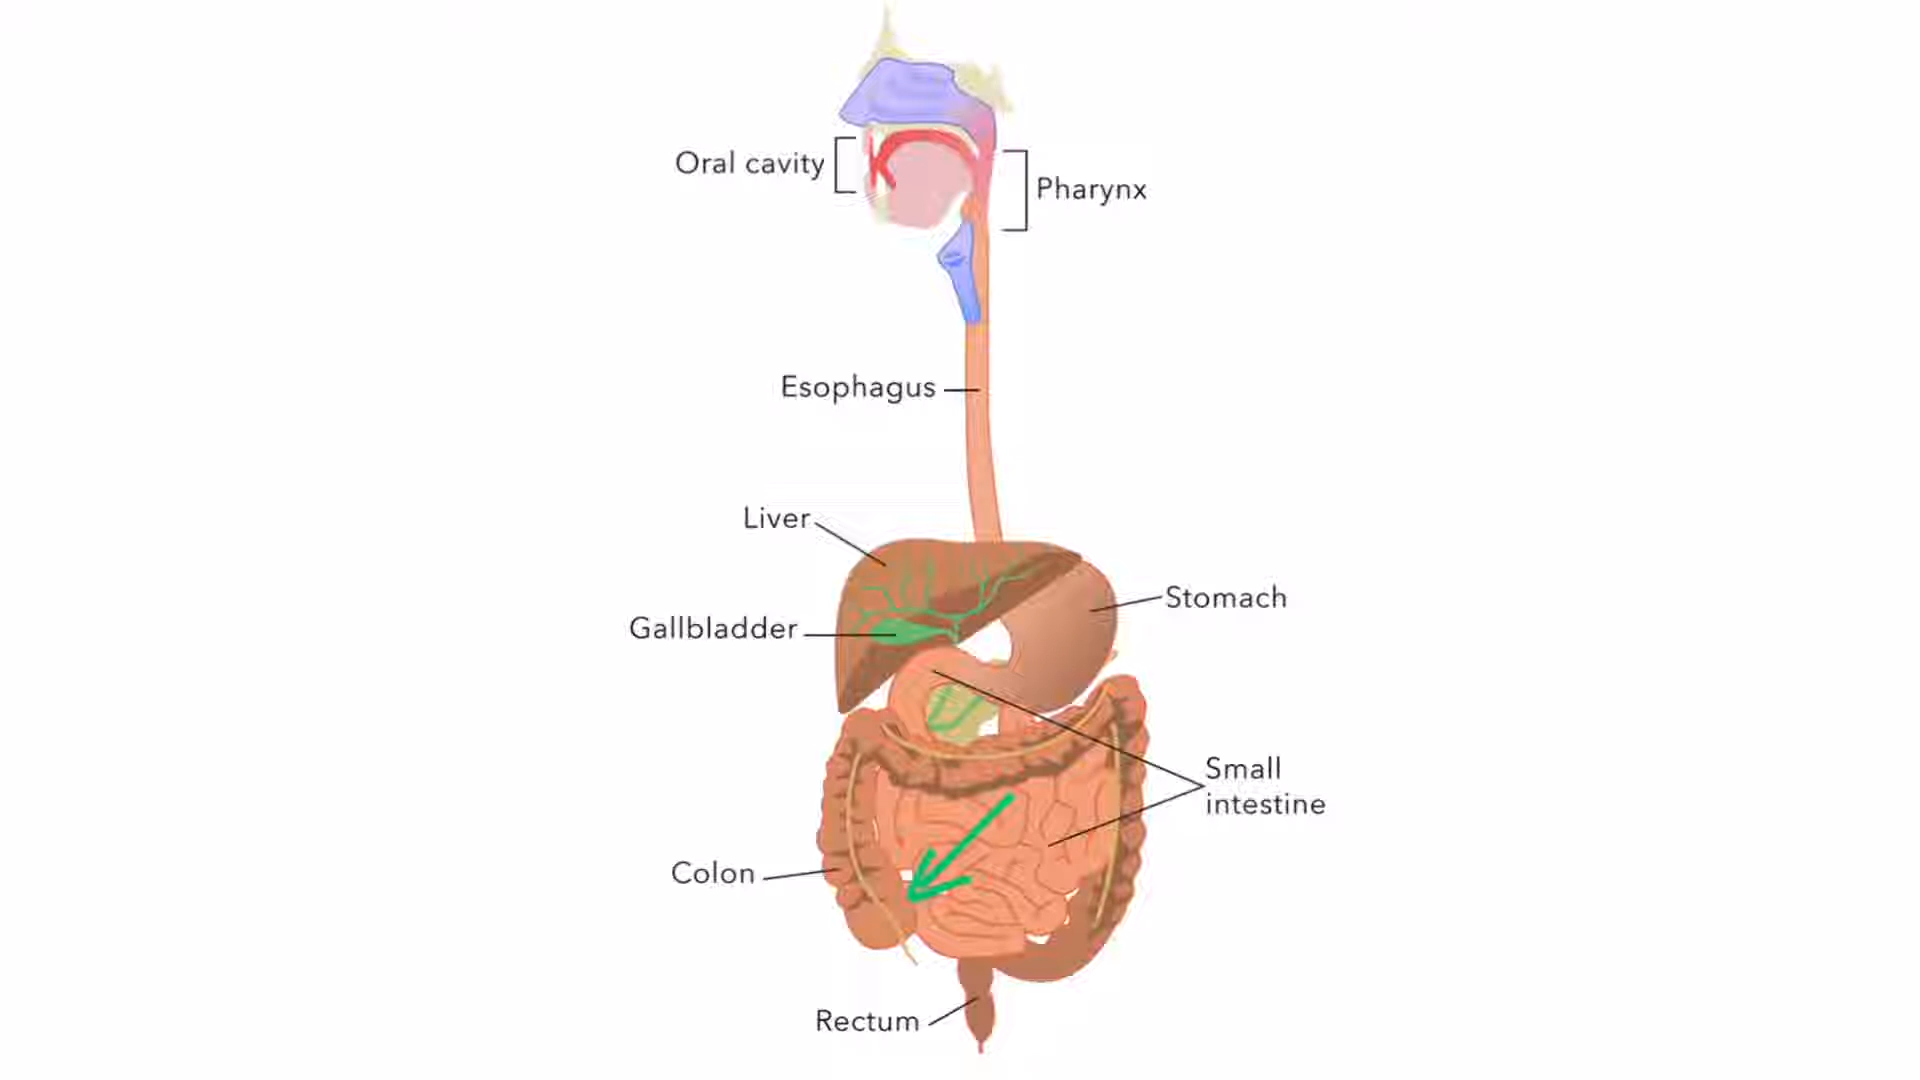 Oral cavity
Pharynx
Esophagus
Liver
Stomach
Gallbladder
Small
intestine
Colon
Rectum